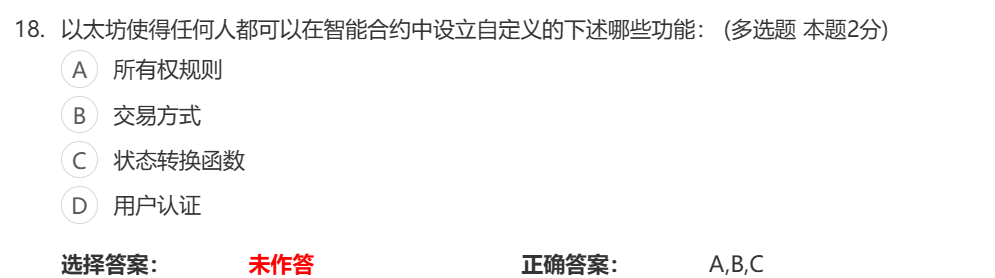 18. 以太坊使得任何人都可以在智能合约中设立自定义的下述哪些功能： (多选题 本题2分)
A 所有权规则
B 交易方式
C 状态转换函数
D 用户认证
选择答案： 未作答 正确答案： A,B,C